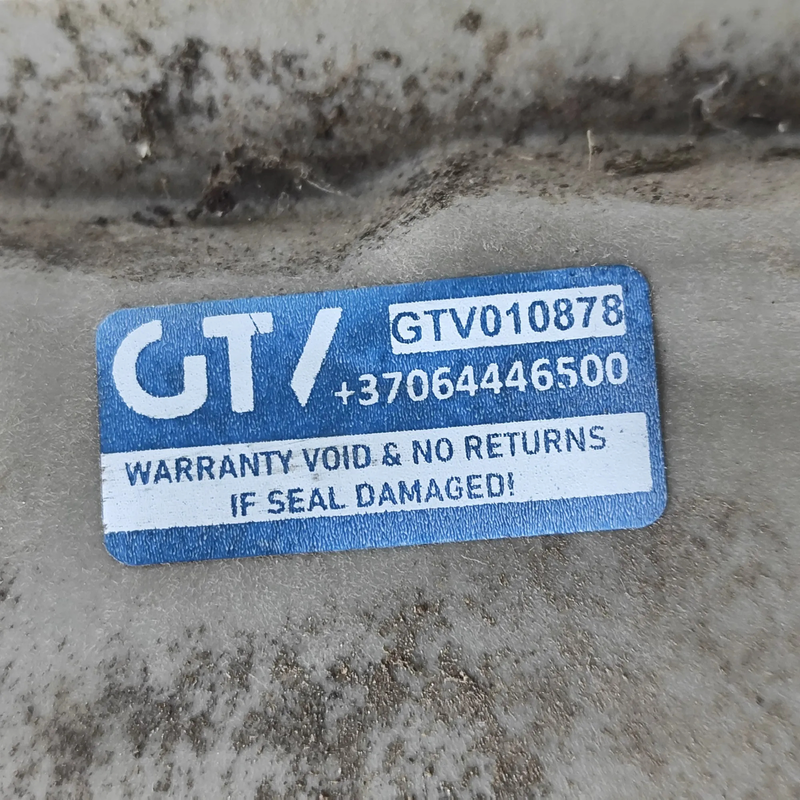 GTV
GTV010878
+37064446500
WARRANTY VOID & NO RETURNS
IF SEAL DAMAGED!